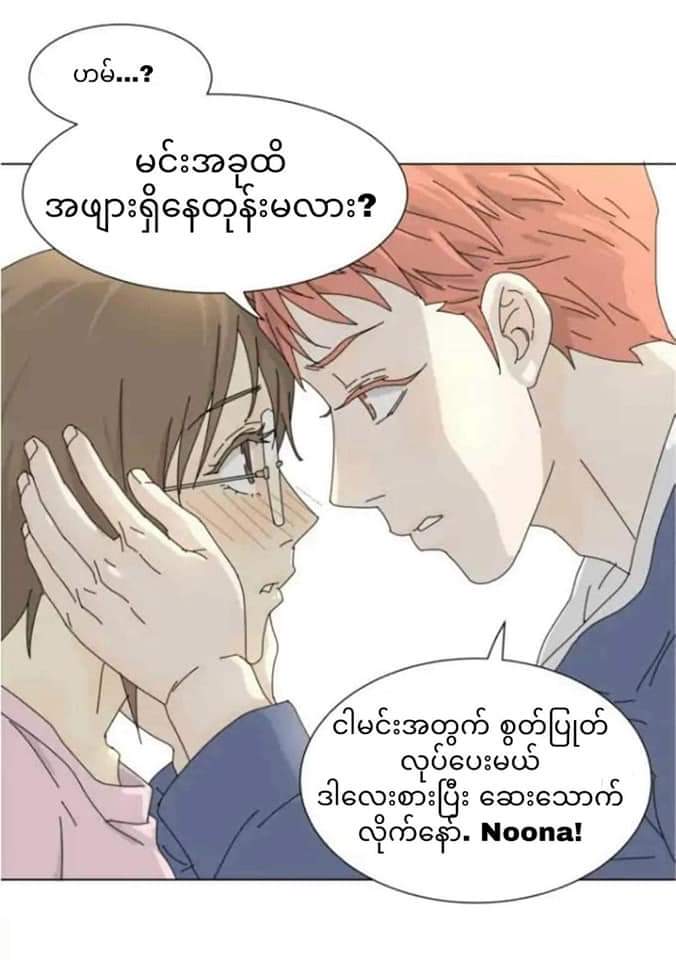 ဟမ်...?
မင်းအခုထိ
အဖျားရှိနေတုန်းမလား?
ငါမင်းအတွက် စွတ်ပြုတ်
လုပ်ပေးမယ်
ဒါလေးစားပြီး ဆေးသောက်
လိုက်နော်. Noona!